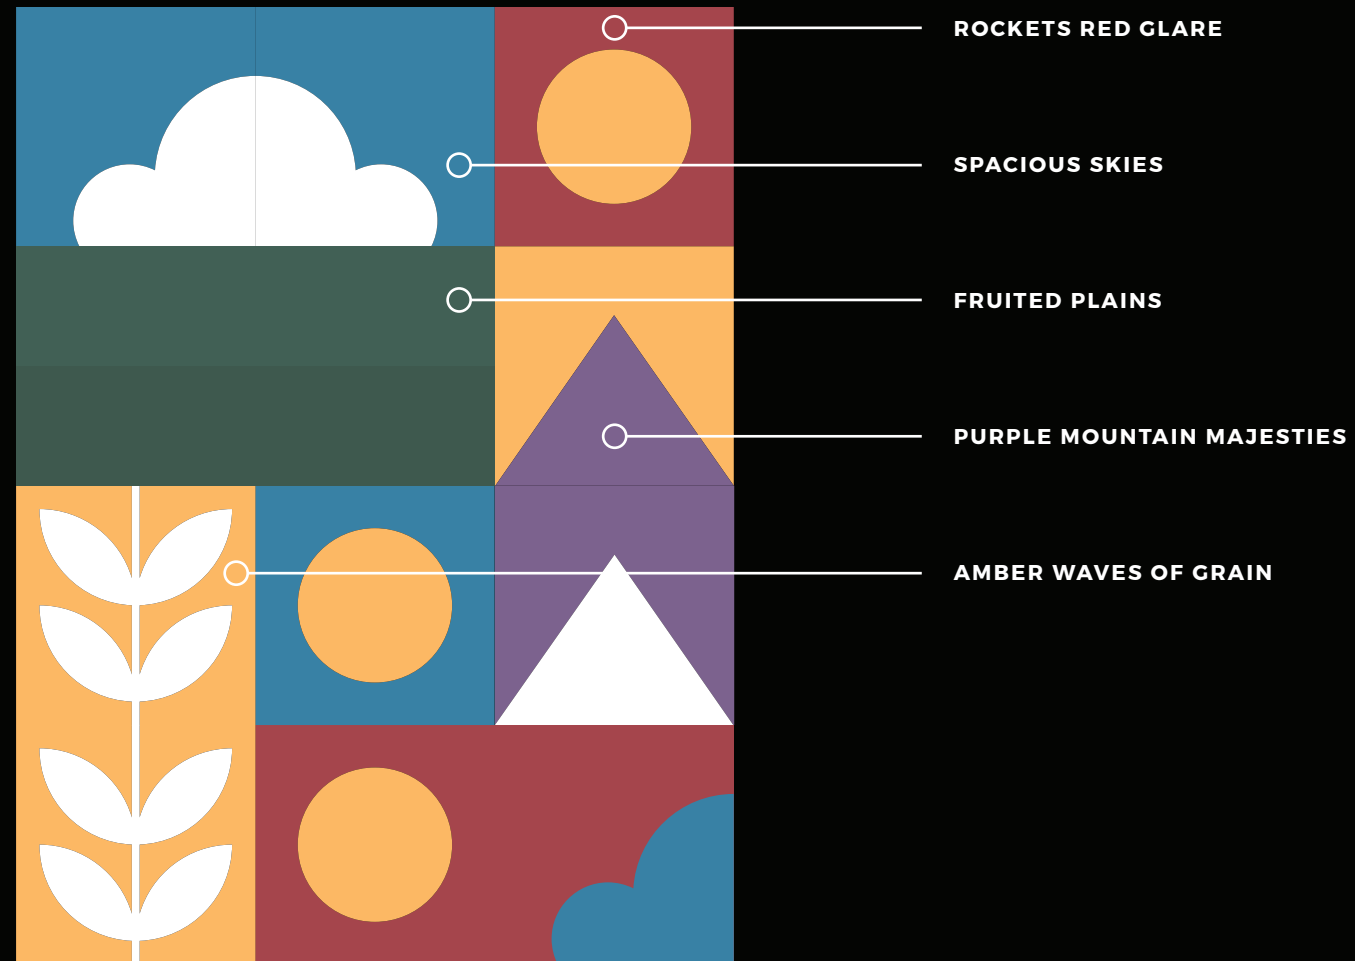 ROCKETS RED GLARE
SPACIOUS SKIES
FRUITED PLAINS
PURPLE MOUNTAIN MAJESTIES
AMBER WAVES OF GRAIN